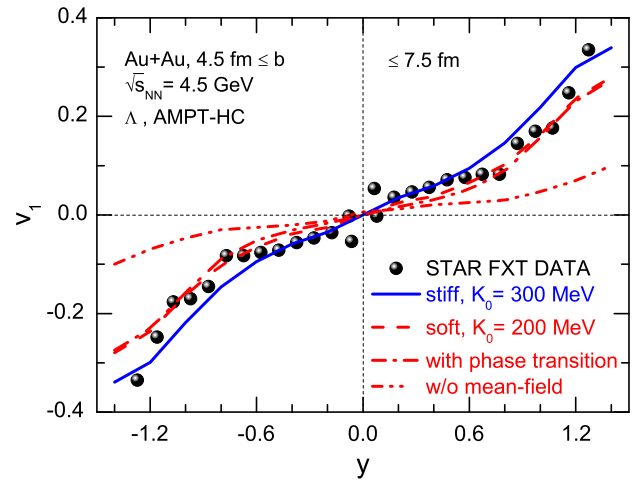 0.4
0.2
0.0
-0.2
-0.4
v₁
Au+Au, 4.5 fm ≤ b ≤ 7.5 fm
√s_NN = 4.5 GeV
Λ , AMPT-HC
STAR FXT DATA
stiff, K₀= 300 MeV
soft, K₀= 200 MeV
with phase transition
w/o mean-field
-1.2 -0.6 0.0 0.6 1.2
y